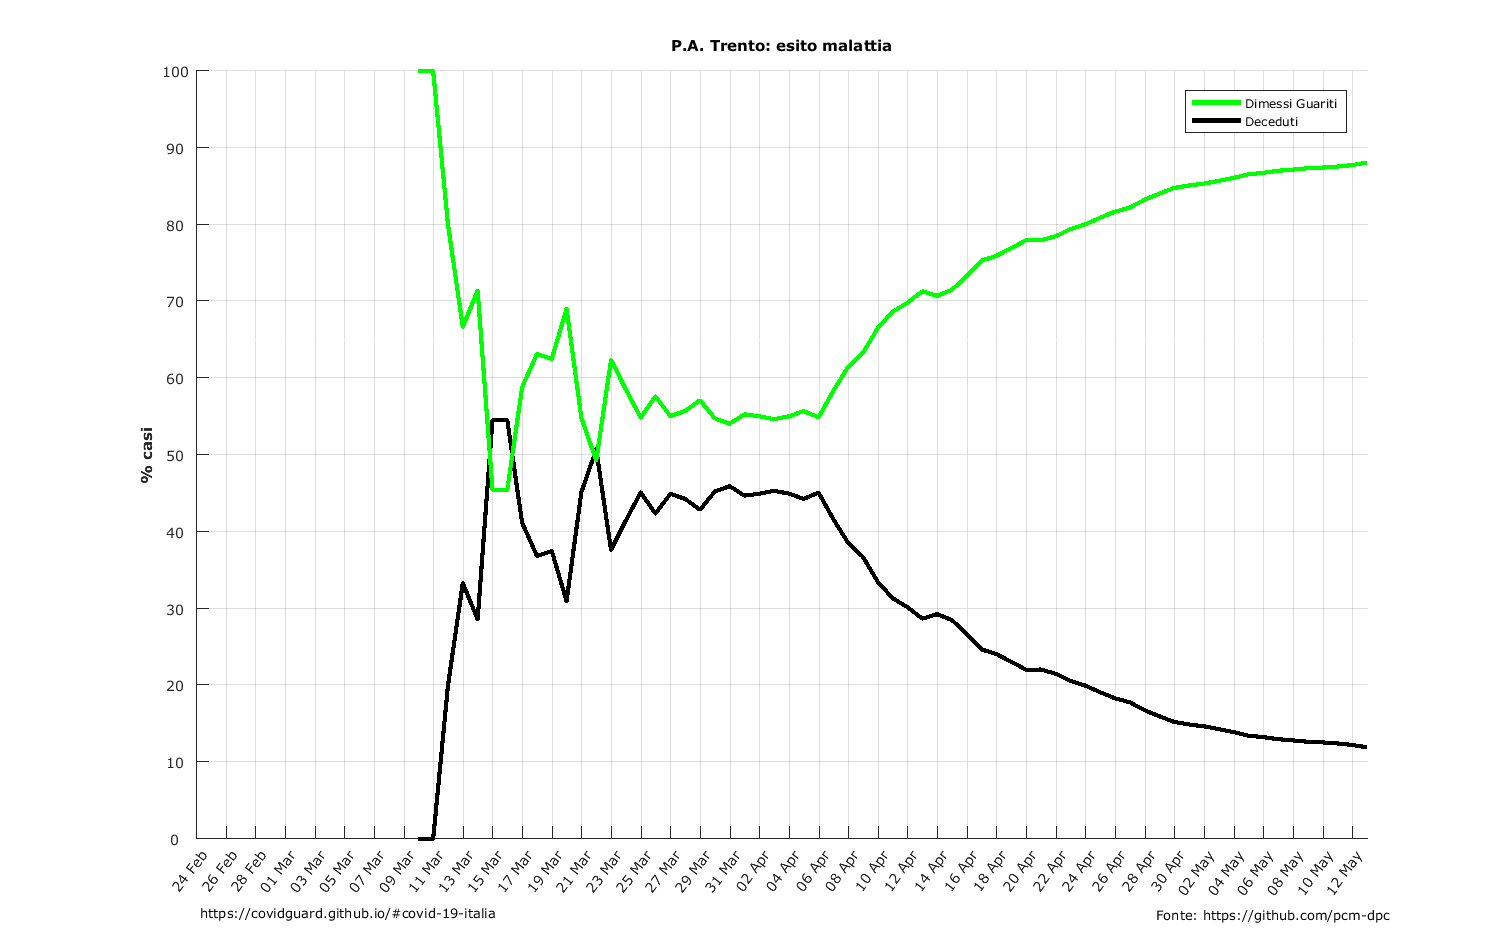 P.A. Trento: esito malattia
100
90
80
70
60
50
40
30
20
10
0
% casi
Dimessi Guariti
Deceduti
24 Feb
26 Feb
28 Feb
01 Mar
03 Mar
05 Mar
07 Mar
09 Mar
11 Mar
13 Mar
15 Mar
17 Mar
19 Mar
21 Mar
23 Mar
25 Mar
27 Mar
29 Mar
31 Mar
02 Apr
04 Apr
06 Apr
08 Apr
10 Apr
12 Apr
14 Apr
16 Apr
18 Apr
20 Apr
22 Apr
24 Apr
26 Apr
28 Apr
30 Apr
02 May
04 May
06 May
08 May
10 May
12 May
https://covidguard.github.io/#covid-19-italia
Fonte: https://github.com/pcm-dpc